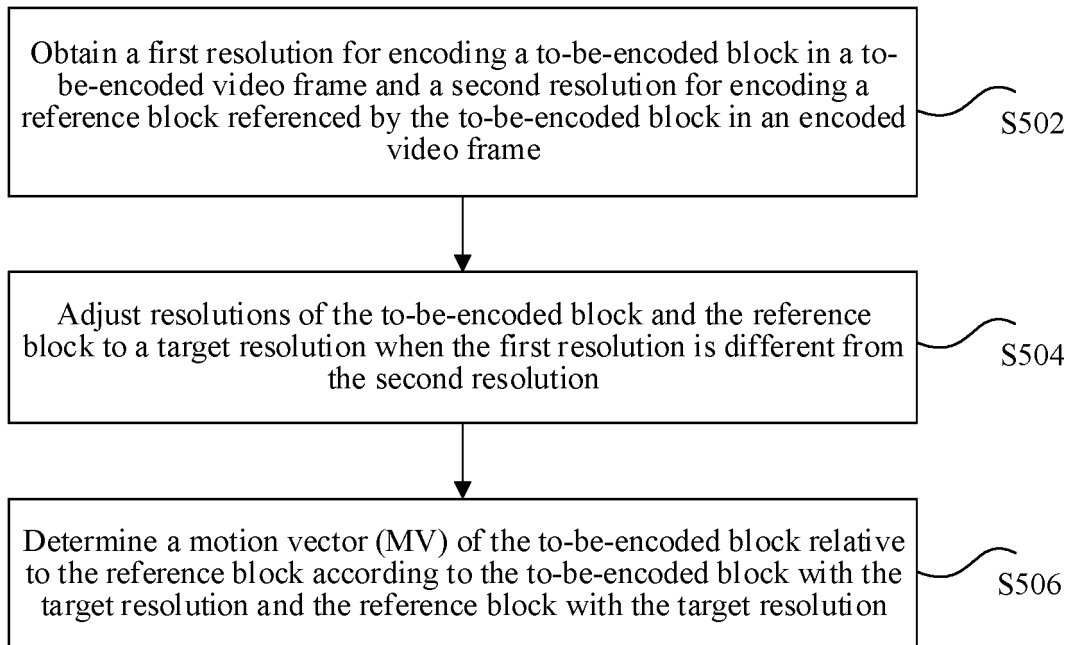 Obtain a first resolution for encoding a to-be-encoded block in a to-
be-encoded video frame and a second resolution for encoding a
reference block referenced by the to-be-encoded block in an encoded
video frame
S502
Adjust resolutions of the to-be-encoded block and the reference
block to a target resolution when the first resolution is different from
the second resolution
S504
Determine a motion vector (MV) of the to-be-encoded block relative
to the reference block according to the to-be-encoded block with the
target resolution and the reference block with the target resolution
S506